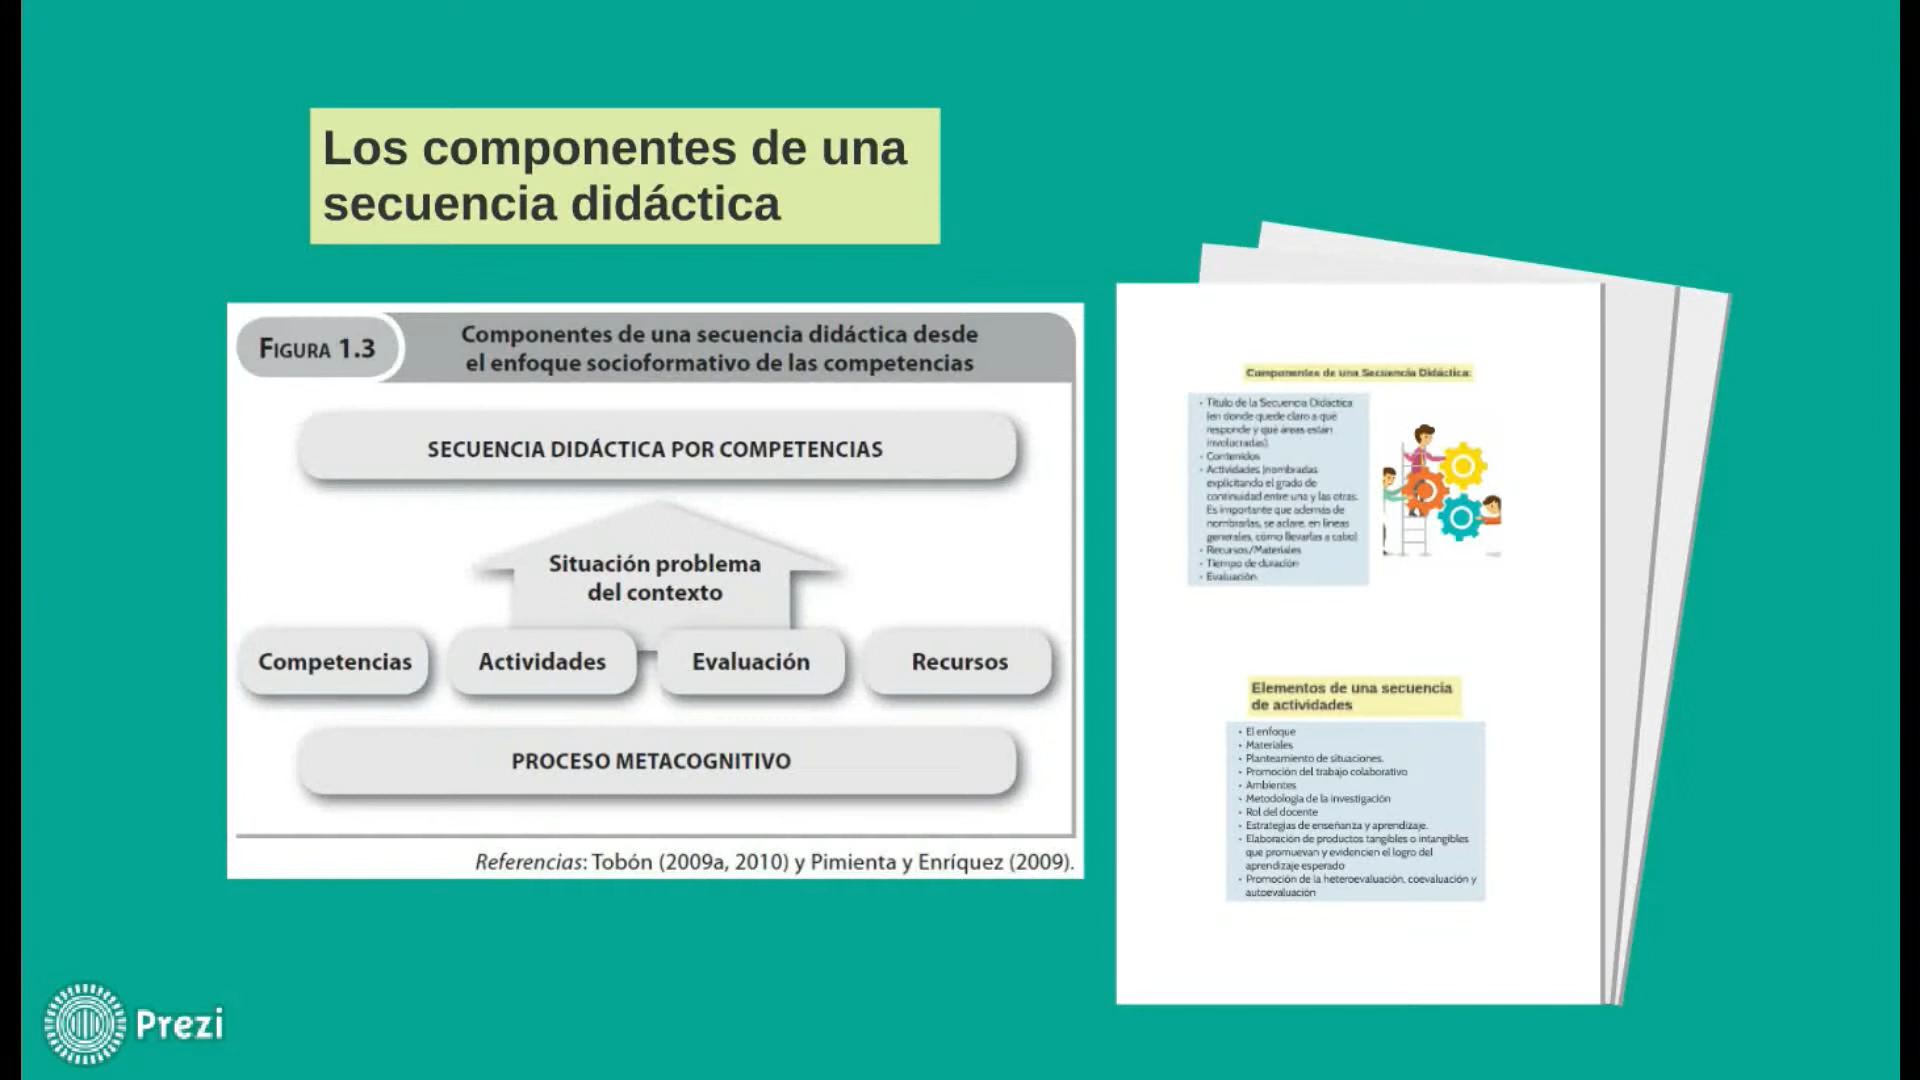 Los componentes de una
secuencia didáctica
FIGURA 1.3
Componentes de una secuencia didáctica desde
el enfoque socioformativo de las competencias
SECUENCIA DIDÁCTICA POR COMPETENCIAS
Situación problema
del contexto
Competencias
Actividades
Evaluación
Recursos
PROCESO METACOGNITIVO
Referencias: Tobón (2009a, 2010) y Pimienta y Enríquez (2009).
Componentes de una Secuencia Didáctica:
• Título de la Secuencia Didáctica
(en donde quede claro a qué
responde y qué áreas están
involucradas).
• Contenidos
• Actividades (nombradas
explicitando el grado de
continuidad entre una y las otras.
Es importante que además de
nombrarlas, se aclare, en líneas
generales, cómo llevarlas a cabo)
• Recursos/Materiales
• Tiempo de duración
• Evaluación
Elementos de una secuencia
de actividades
• El enfoque
• Materiales
• Planteamiento de situaciones.
• Promoción del trabajo colaborativo
• Ambientes
• Metodología de la investigación
• Rol del docente
• Estrategias de enseñanza y aprendizaje.
• Elaboración de productos tangibles o intangibles
que promuevan y evidencien el logro del
aprendizaje esperado
• Promoción de la heteroevaluación, coevaluación y
autoevaluación
Prezi